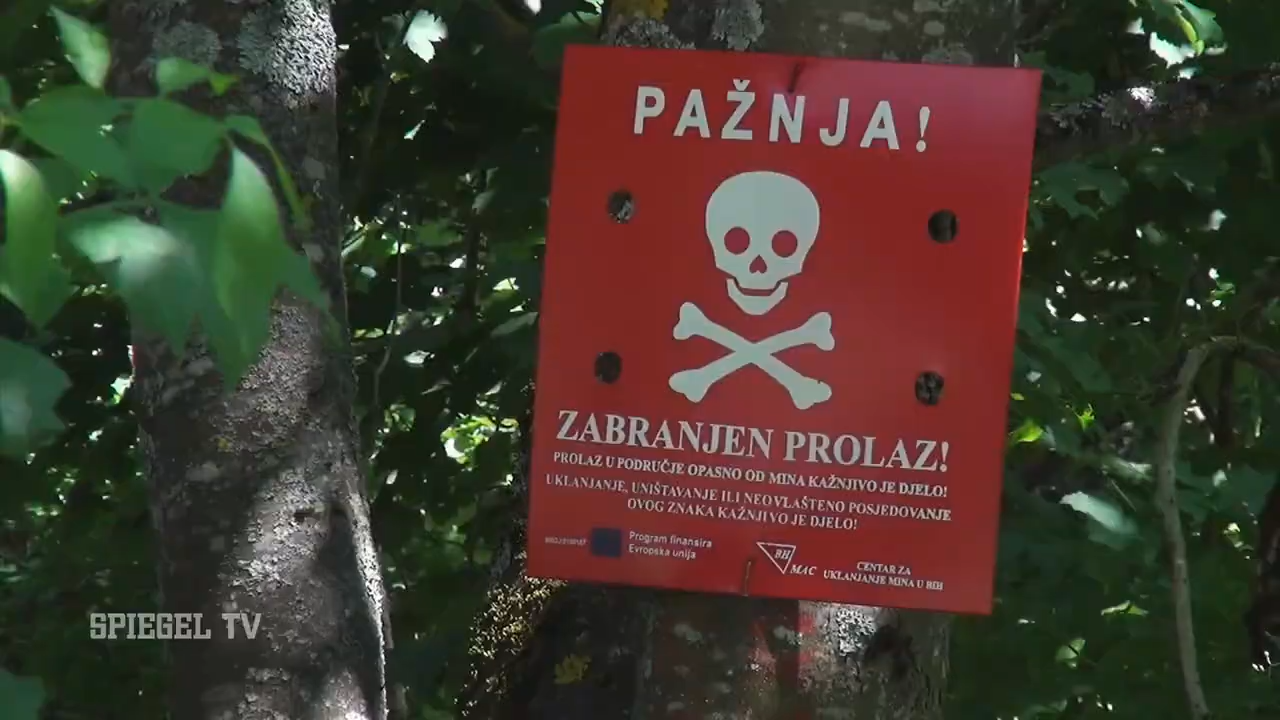 PAŽNJA!
ZABRANJEN PROLAZ!
PROLAZ U PODRUČJE OPASNO OD MINA KAŽNJIVO JE DJELO!
UKLANJANJE, UNIŠTAVANJE ILI NEOVLAŠTENO POSJEDOVANJE
OVOG ZNAKA KAŽNJIVO JE DJELO!
Program finansira
Evropska unija
BH
MAC
CENTAR ZA
UKLANJANJE MINA U BIH
SPIEGEL TV